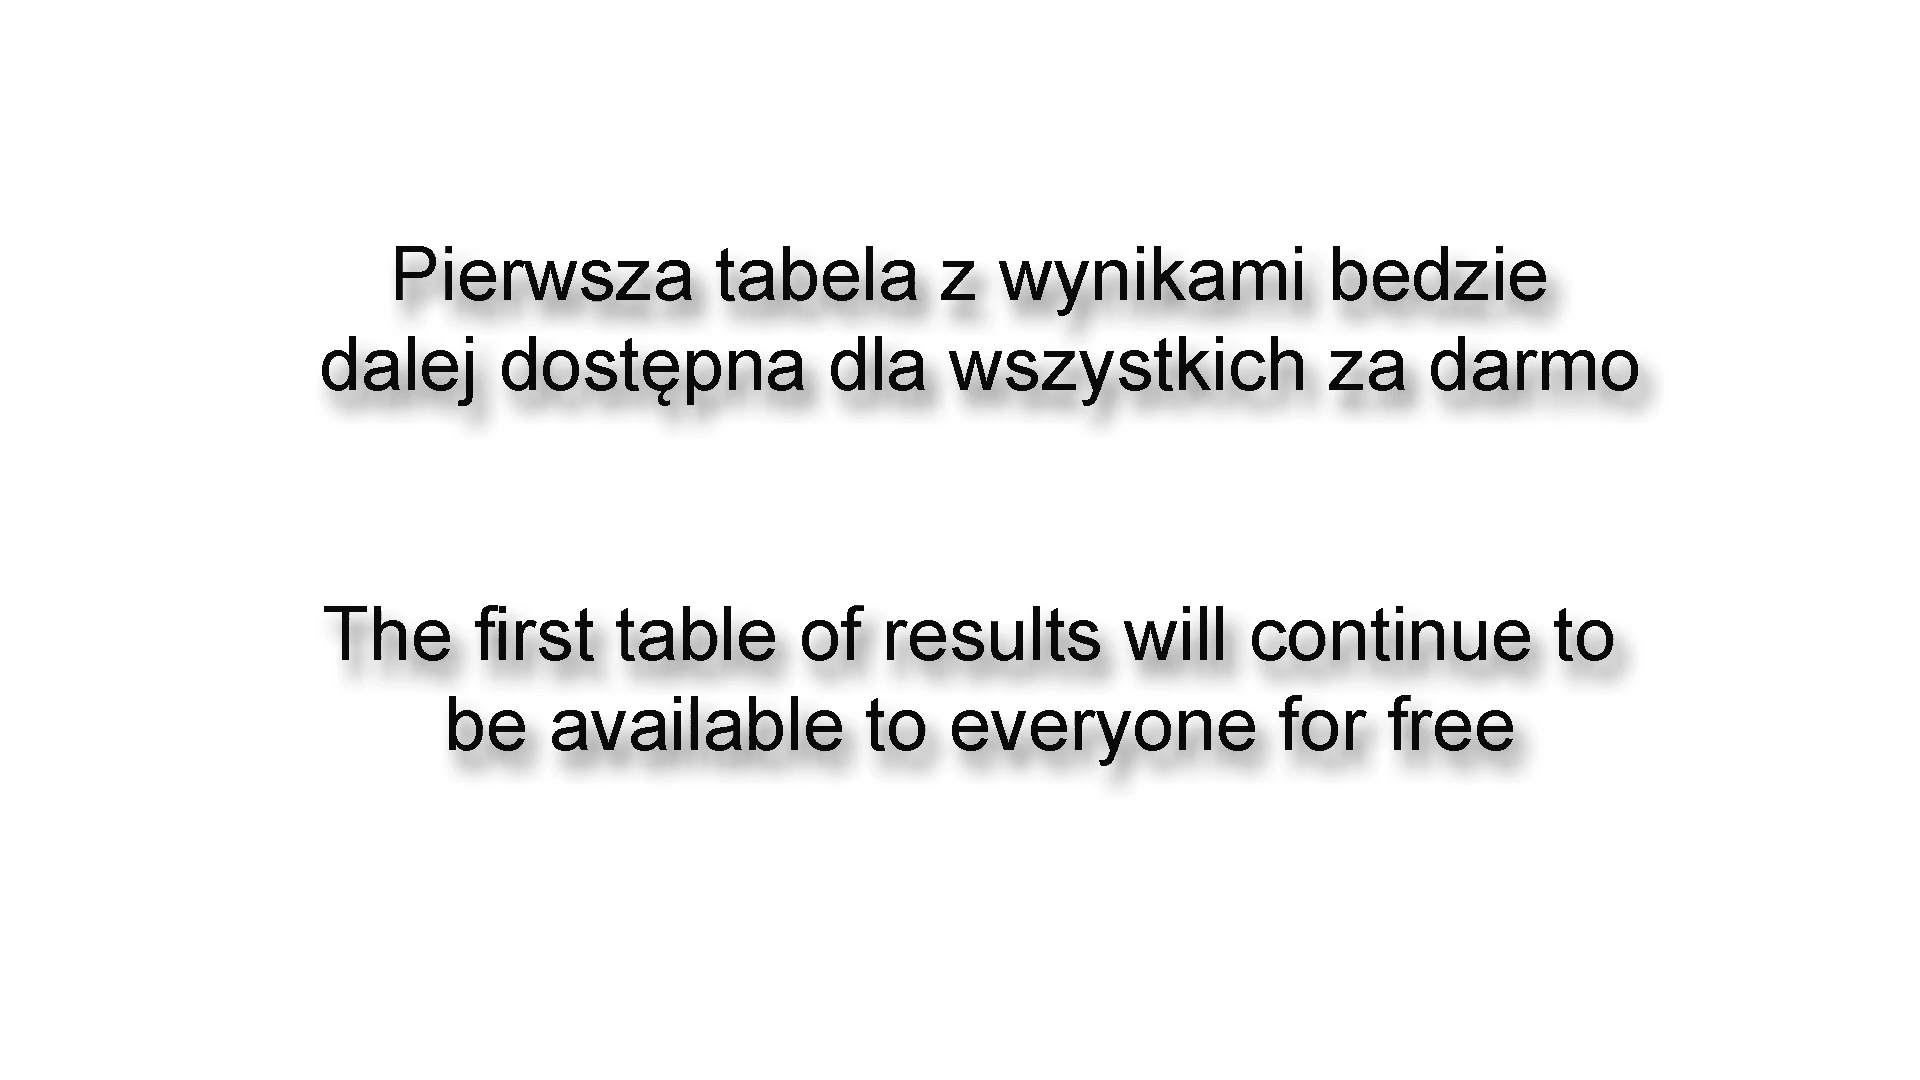 Pierwsza tabela z wynikami bedzie
dalej dostępna dla wszystkich za darmo
The first table of results will continue to
be available to everyone for free